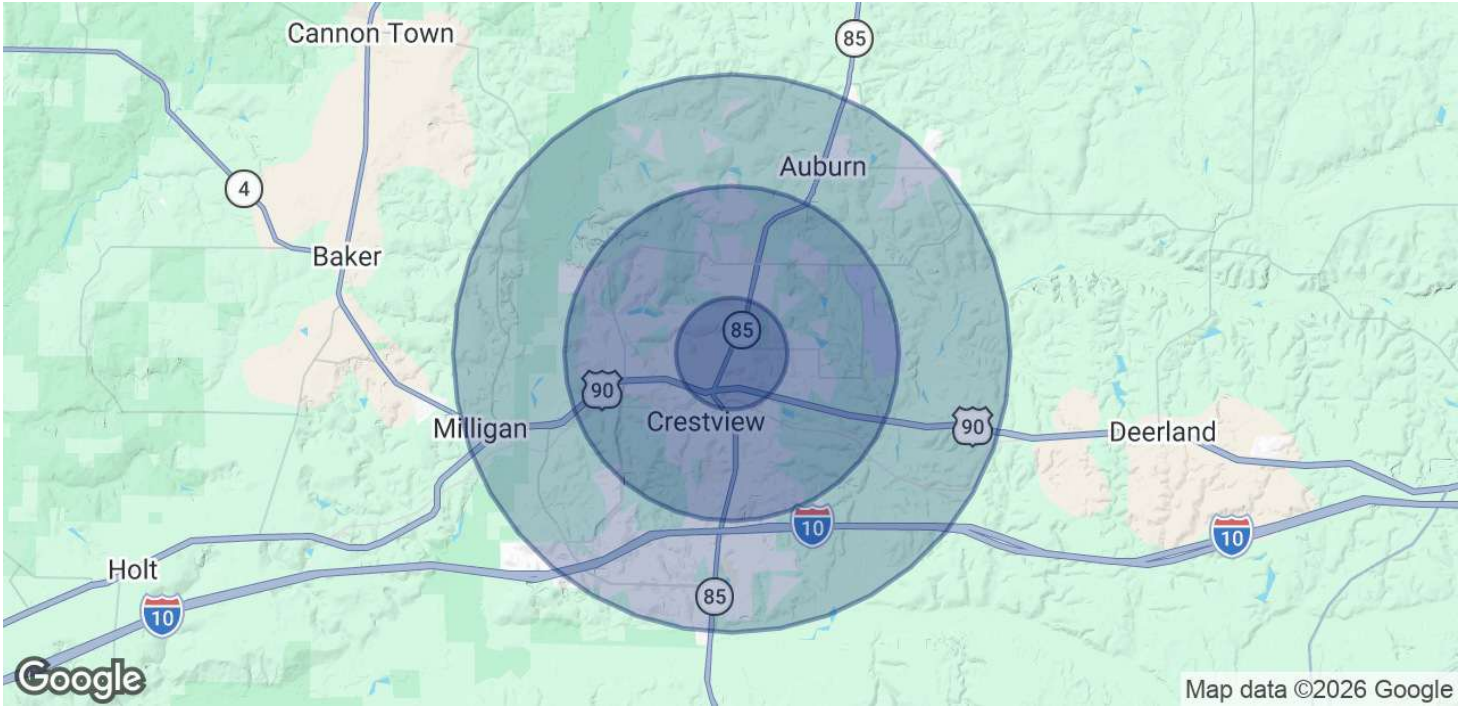 Cannon Town
85
Auburn
4
Baker
85
90
Crestview
Milligan
90
Deerland
10
10
Holt
85
10
Google
Map data ©2026 Google